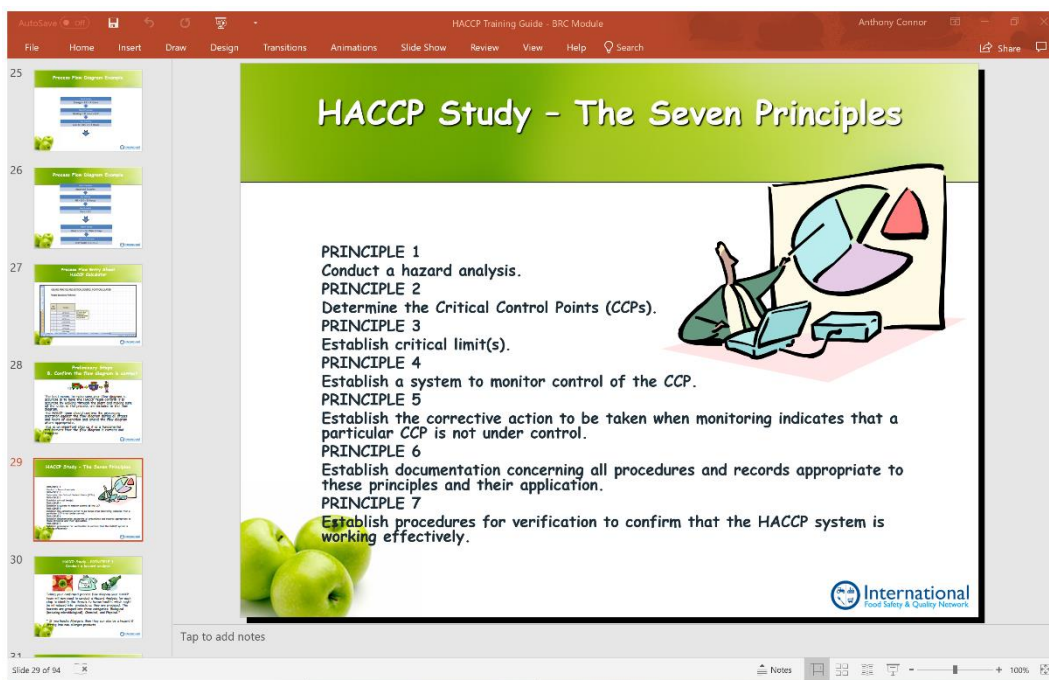 AutoSave Off
HACCP Training Guide - BRC Module
Anthony Connor
File Home Insert Draw Design Transitions Animations Slide Show Review View Help Search
Share
25
Process Flow Diagram Example
26
Process Flow Diagram Example
27
28
29
HACCP Study - The Seven Principles
30
31
HACCP Study - The Seven Principles
PRINCIPLE 1
Conduct a hazard analysis.
PRINCIPLE 2
Determine the Critical Control Points (CCPs).
PRINCIPLE 3
Establish critical limit(s).
PRINCIPLE 4
Establish a system to monitor control of the CCP.
PRINCIPLE 5
Establish the corrective action to be taken when monitoring indicates that a
particular CCP is not under control.
PRINCIPLE 6
Establish documentation concerning all procedures and records appropriate to
these principles and their application.
PRINCIPLE 7
Establish procedures for verification to confirm that the HACCP system is
working effectively.
International
Food Safety & Quality Network
Tap to add notes
Slide 29 of 94
Notes
100%